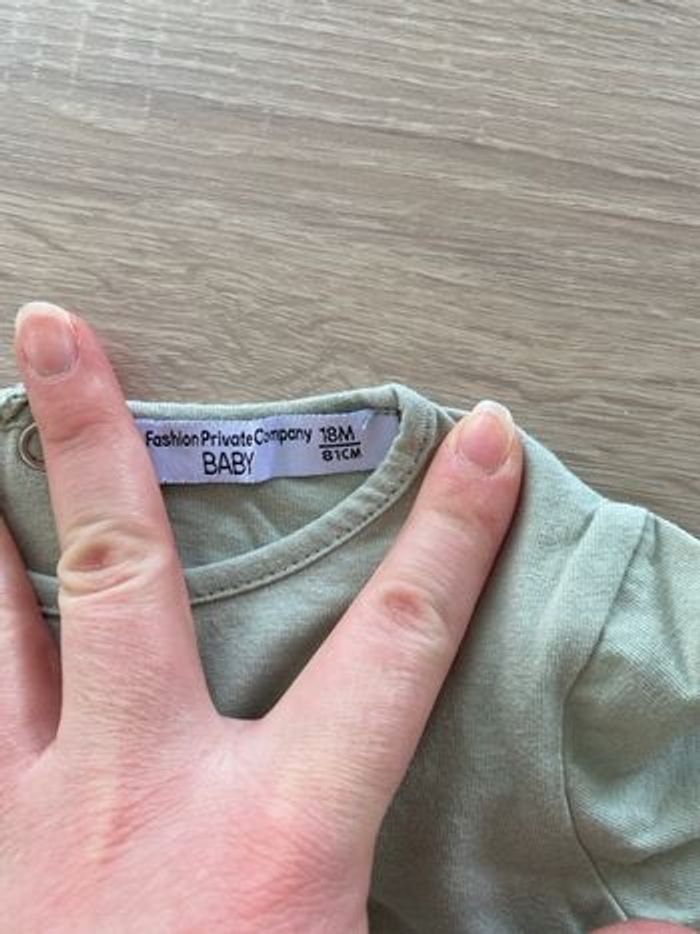 Fashion Private Company
BABY
18M
81CM